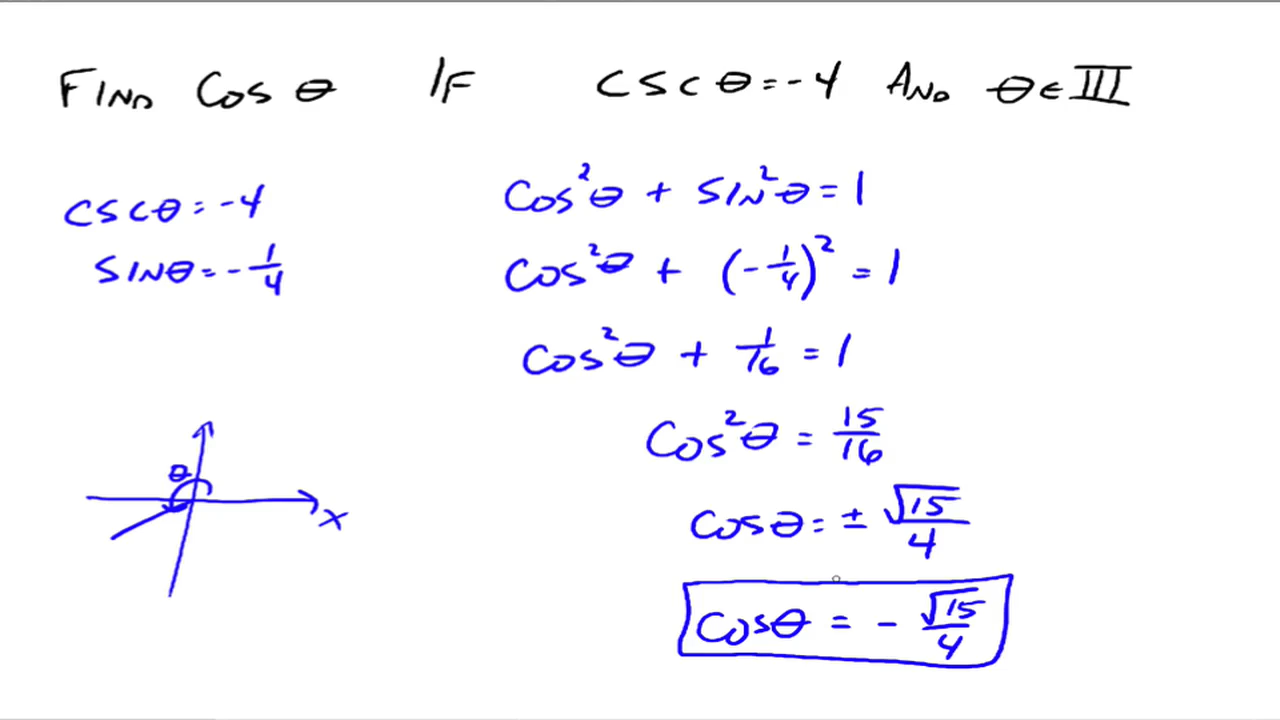 FIND COS θ IF CSC θ = -4 AND θ ∈ III
CSC θ = -4
SIN θ = - 1/4
COS²θ + SIN²θ = 1
COS²θ + (- 1/4)² = 1
COS²θ + 1/16 = 1
COS²θ = 15/16
COS θ = ± √15/4
COS θ = - √15/4
θ
X